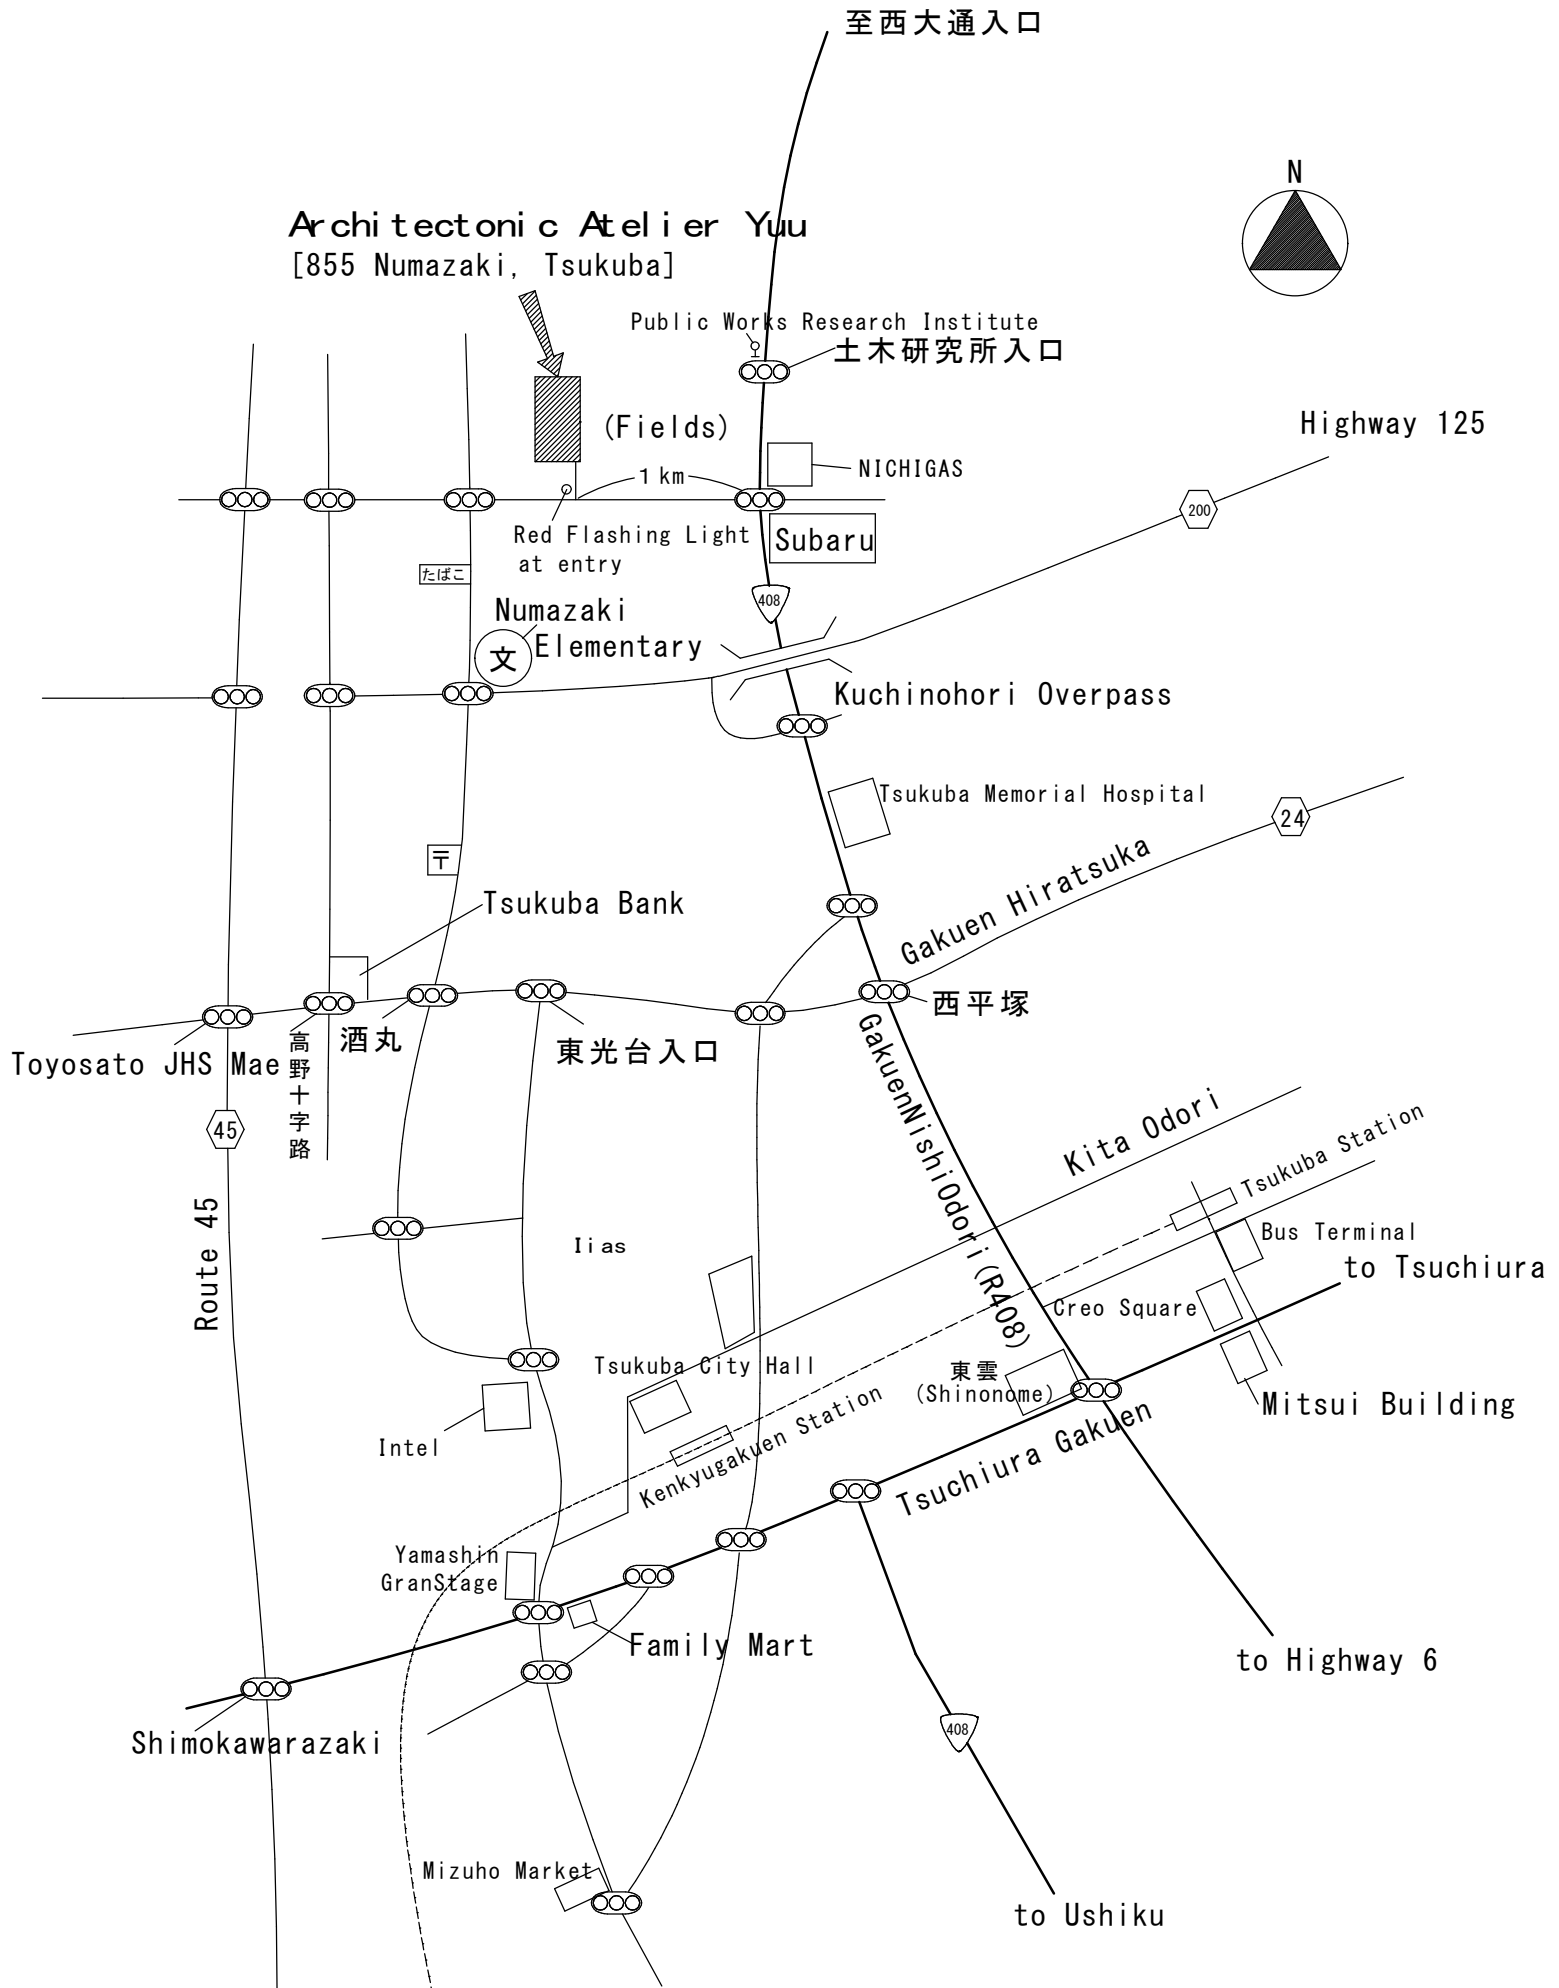 至西大通入口
N
Architectonic Atelier Yuu
[855 Numazaki, Tsukuba]
Public Works Research Institute
土木研究所入口
Highway 125
(Fields)
1 km
NICHIGAS
200
Red Flashing Light
at entry
Subaru
たばこ
408
Numazaki
Elementary
文
Kuchinohori Overpass
Tsukuba Memorial Hospital
24
〒
Gakuen Hiratsuka
Tsukuba Bank
西平塚
酒丸
東光台入口
高野十字路
Toyosato JHS Mae
45
GakuenNishiOdori(R408)
Kita Odori
Tsukuba Station
Route 45
Iias
Bus Terminal
to Tsuchiura
Creo Square
Tsukuba City Hall
東雲
(Shinonome)
Mitsui Building
Intel
Kenkyugakuen Station
Tsuchiura Gakuen
Yamashin
GranStage
Family Mart
to Highway 6
Shimokawarazaki
408
Mizuho Market
to Ushiku